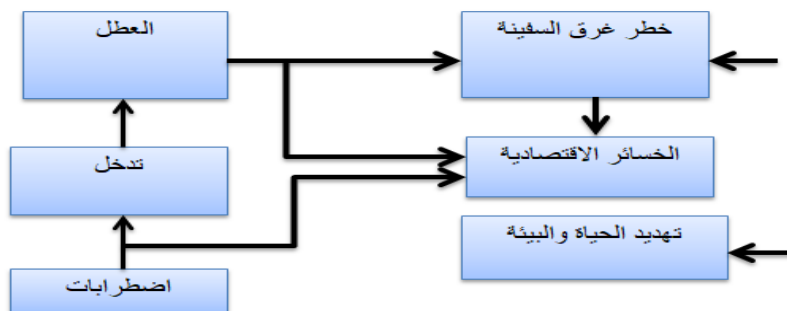 العطل
خطر غرق السفينة
تدخل
الخسائر الاقتصادية
تهديد الحياة والبيئة
اضطرابات